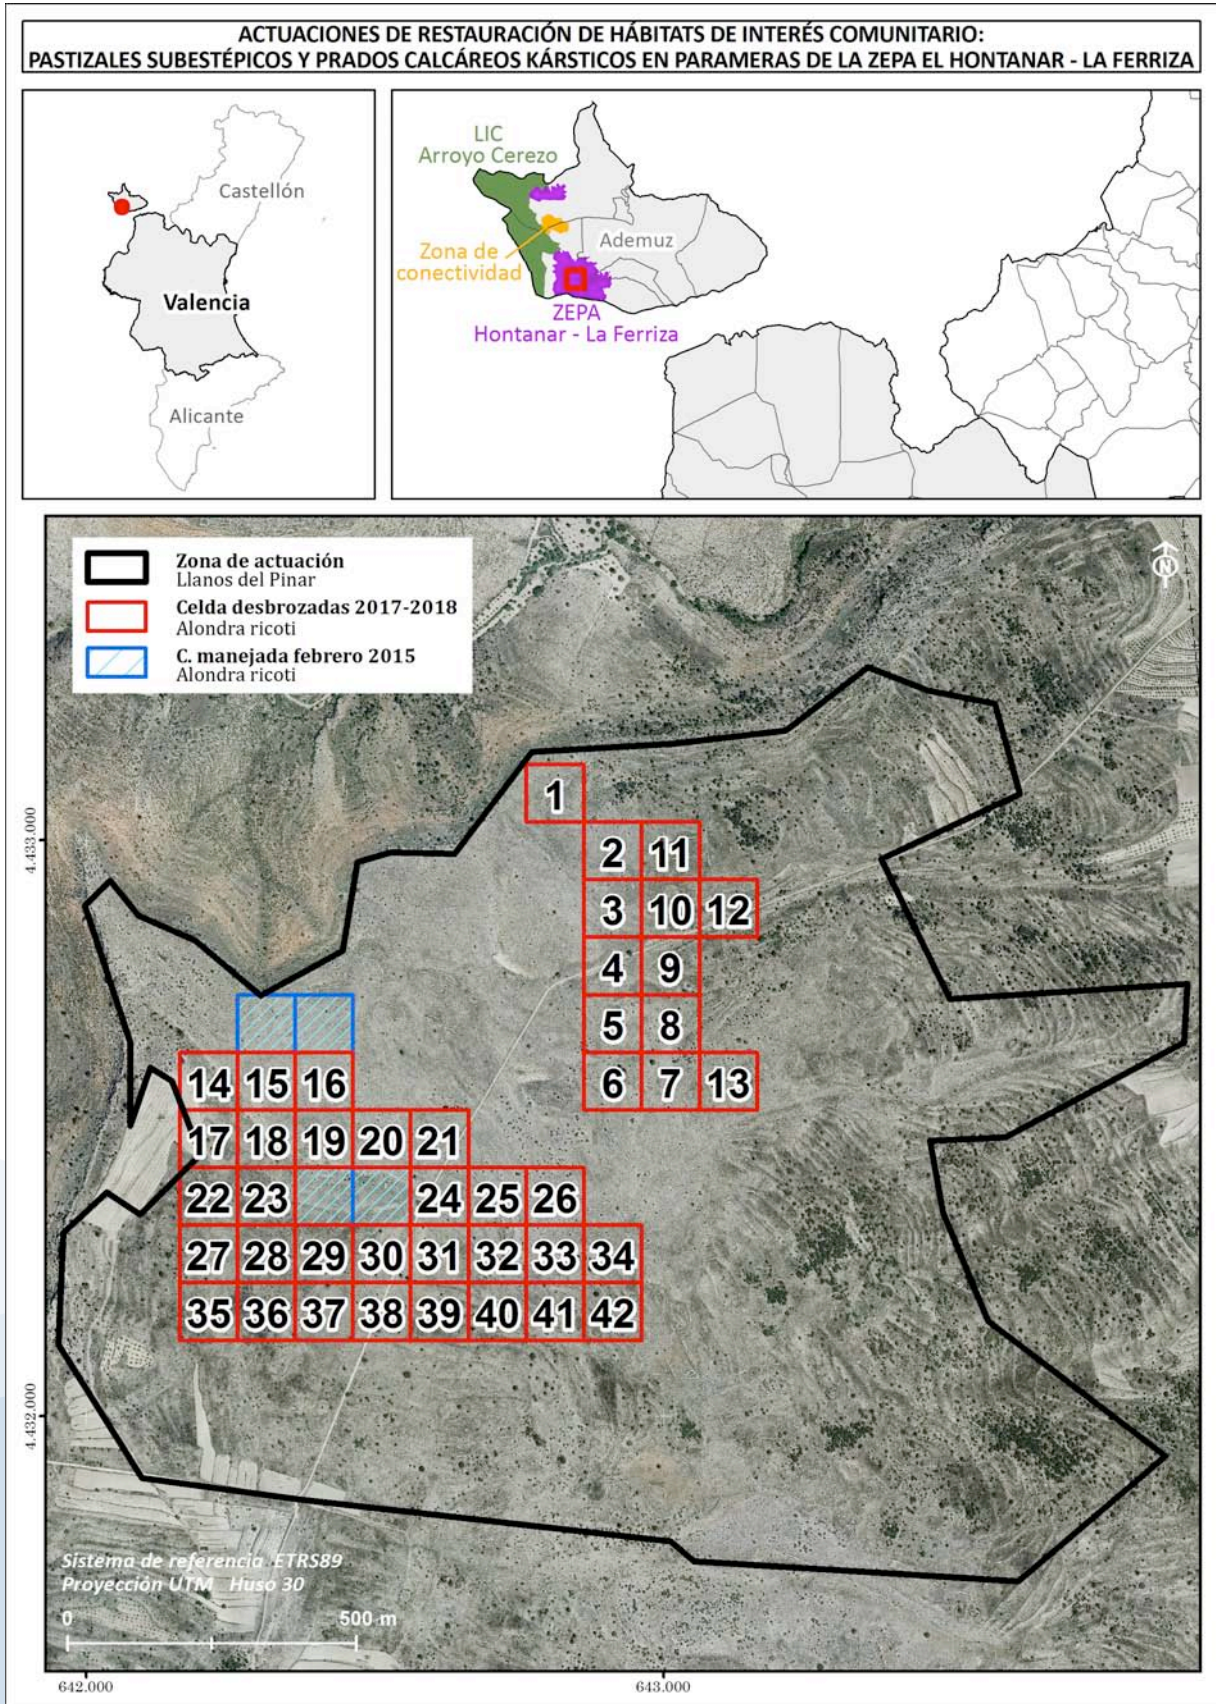 ACTUACIONES DE RESTAURACIÓN DE HÁBITATS DE INTERÉS COMUNITARIO:
PASTIZALES SUBESTÉPICOS Y PRADOS CALCÁREOS KÁRSTICOS EN PARAMERAS DE LA ZEPA EL HONTANAR - LA FERRIZA
Castellón
Valencia
Alicante
LIC
Arroyo Cerezo
Zona de
conectividad
Ademuz
ZEPA
Hontanar - La Ferriza
Zona de actuación
Llanos del Pinar
Celda desbrozadas 2017-2018
Alondra ricoti
C. manejada febrero 2015
Alondra ricoti
N
4.433.000
1
2 11
3 10 12
4 9
5 8
6 7 13
14 15 16
17 18 19 20 21
22 23 24 25 26
27 28 29 30 31 32 33 34
35 36 37 38 39 40 41 42
4.432.000
Sistema de referencia ETRS89
Proyección UTM Huso 30
0 500 m
642.000 643.000